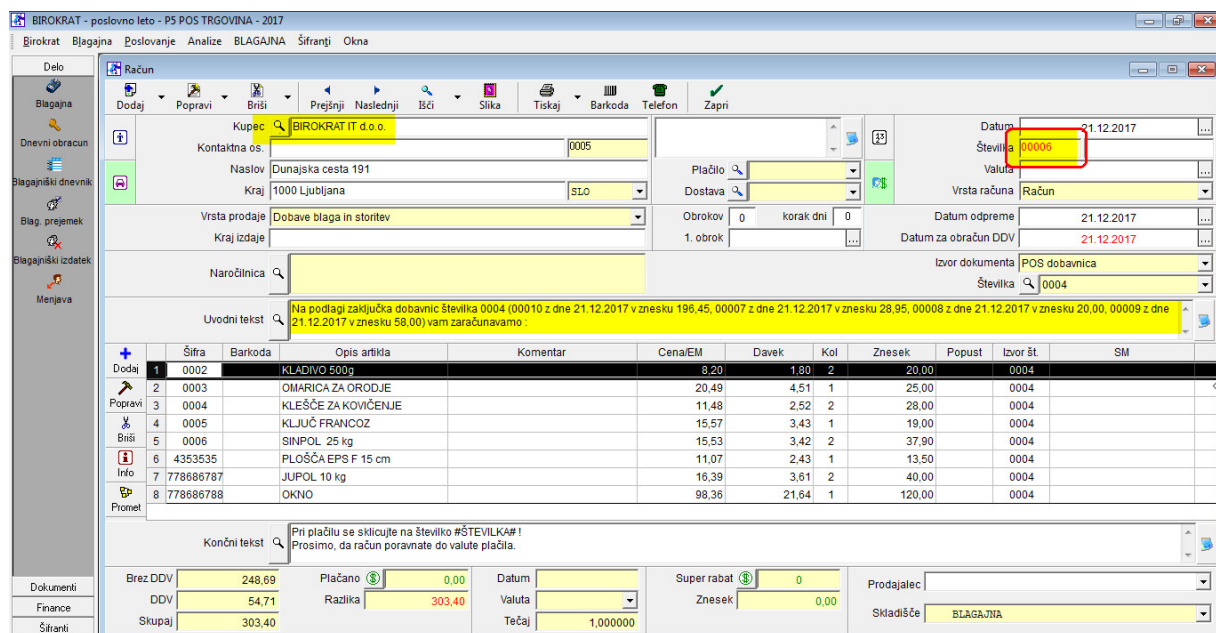 BIROKRAT - poslovno leto - P5 POS TRGOVINA - 2017
Birokrat Blagajna Poslovanje Analize BLAGAJNA Šifranti Okna
Delo
Blagajna
Dnevni obracun
Blagajniški dnevnik
Blag. prejemek
Blagajniški izdatek
Menjava
Dokumenti
Finance
Šifranti
Račun
Dodaj Popravi Briši Prejšnji Naslednji Išči Slika Tiskaj Barkoda Telefon Zapri
Kupec BIROKRAT IT d.o.o.
Kontaktna os. 0005
Naslov Dunajska cesta 191
Kraj 1000 Ljubljana SLO
Plačilo
Dostava
Datum 21.12.2017
Številka 00006
Valuta
Vrsta računa Račun
Vrsta prodaje Dobave blaga in storitev
Kraj izdaje
Obrokov 0 korak dni 0
1. obrok
Datum odpreme 21.12.2017
Datum za obračun DDV 21.12.2017
Naročilnica
Izvor dokumenta POS dobavnica
Številka 0004
Uvodni tekst
Na podlagi zaključka dobavnic številka 0004 (00010 z dne 21.12.2017 v znesku 196,45, 00007 z dne 21.12.2017 v znesku 28,95, 00008 z dne 21.12.2017 v znesku 20,00, 00009 z dne
21.12.2017 v znesku 58,00) vam zaračunavamo :
Dodaj
Popravi
Briši
Info
Promet
Šifra Barkoda Opis artikla Komentar Cena/EM Davek Kol Znesek Popust Izvor št. SM
1 0002 KLADIVO 500g 8,20 1,80 2 20,00 0004
2 0003 OMARICA ZA ORODJE 20,49 4,51 1 25,00 0004
3 0004 KLEŠČE ZA KOVIČENJE 11,48 2,52 2 28,00 0004
4 0005 KLJUČ FRANCOZ 15,57 3,43 1 19,00 0004
5 0006 SINPOL 25 kg 15,53 3,42 2 37,90 0004
6 4353535 PLOŠČA EPS F 15 cm 11,07 2,43 1 13,50 0004
7 778686787 JUPOL 10 kg 16,39 3,61 2 40,00 0004
8 778686788 OKNO 98,36 21,64 1 120,00 0004
Končni tekst
Pri plačilu se sklicujte na številko #ŠTEVILKA# !
Prosimo, da račun poravnate do valute plačila.
Brez DDV 248,69 Plačano 0,00 Datum Super rabat 0
DDV 54,71 Razlika 303,40 Valuta Znesek 0,00
Skupaj 303,40 Tečaj 1,000000
Prodajalec
Skladišče BLAGAJNA